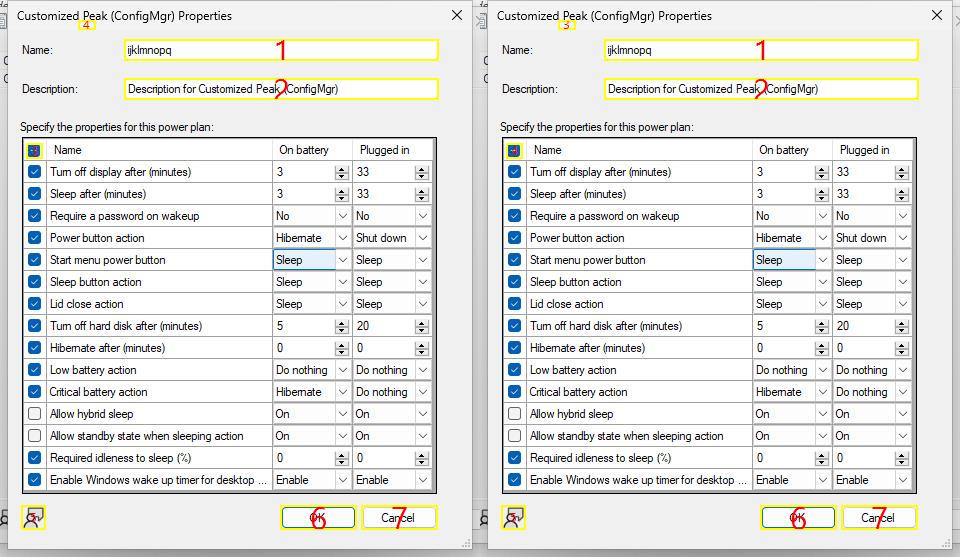 Customized Peak (ConfigMgr) Properties
4
Name: ijklmnopq 1
Description: Description for Customized Peak (ConfigMgr) 2
Specify the properties for this power plan:
Name On battery Plugged in
Turn off display after (minutes) 3 33
Sleep after (minutes) 3 33
Require a password on wakeup No No
Power button action Hibernate Shut down
Start menu power button Sleep Sleep
Sleep button action Sleep Sleep
Lid close action Sleep Sleep
Turn off hard disk after (minutes) 5 20
Hibernate after (minutes) 0 0
Low battery action Do nothing Do nothing
Critical battery action Hibernate Do nothing
Allow hybrid sleep On On
Allow standby state when sleeping action On On
Required idleness to sleep (%) 0 0
Enable Windows wake up timer for desktop ... Enable Enable
OK 6 Cancel 7
Customized Peak (ConfigMgr) Properties
3
Name: ijklmnopq 1
Description: Description for Customized Peak (ConfigMgr) 2
Specify the properties for this power plan:
Name On battery Plugged in
Turn off display after (minutes) 3 33
Sleep after (minutes) 3 33
Require a password on wakeup No No
Power button action Hibernate Shut down
Start menu power button Sleep Sleep
Sleep button action Sleep Sleep
Lid close action Sleep Sleep
Turn off hard disk after (minutes) 5 20
Hibernate after (minutes) 0 0
Low battery action Do nothing Do nothing
Critical battery action Hibernate Do nothing
Allow hybrid sleep On On
Allow standby state when sleeping action On On
Required idleness to sleep (%) 0 0
Enable Windows wake up timer for desktop ... Enable Enable
OK 6 Cancel 7